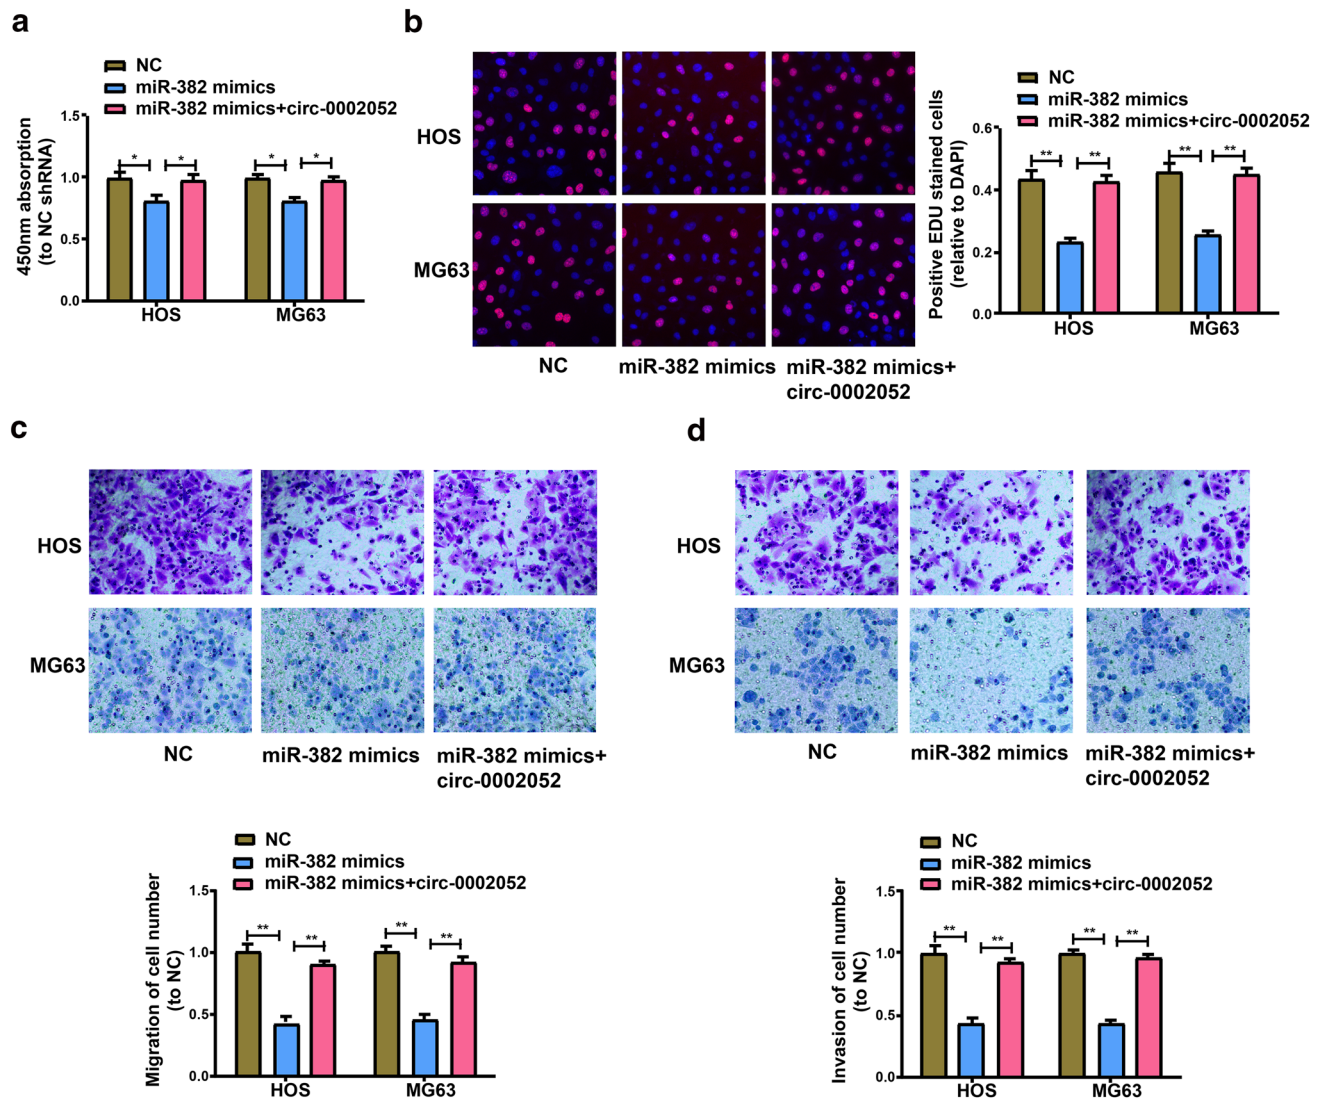 a
NC
miR-382 mimics
miR-382 mimics+circ-0002052
450nm absorption
(to NC shRNA)
1.5
1.0
0.5
0.0
*
*
*
*
HOS
MG63
b
HOS
MG63
NC
miR-382 mimics
miR-382 mimics+
circ-0002052
NC
miR-382 mimics
miR-382 mimics+circ-0002052
Positive EDU stained cells
(relative to DAPI)
0.6
0.4
0.2
0.0
**
**
**
**
HOS
MG63
c
HOS
MG63
NC
miR-382 mimics
miR-382 mimics+
circ-0002052
NC
miR-382 mimics
miR-382 mimics+circ-0002052
Migration of cell number
(to NC)
1.5
1.0
0.5
0.0
**
**
**
**
HOS
MG63
d
HOS
MG63
NC
miR-382 mimics
miR-382 mimics+
circ-0002052
NC
miR-382 mimics
miR-382 mimics+circ-0002052
Invasion of cell number
(to NC)
1.5
1.0
0.5
0.0
**
**
**
**
HOS
MG63